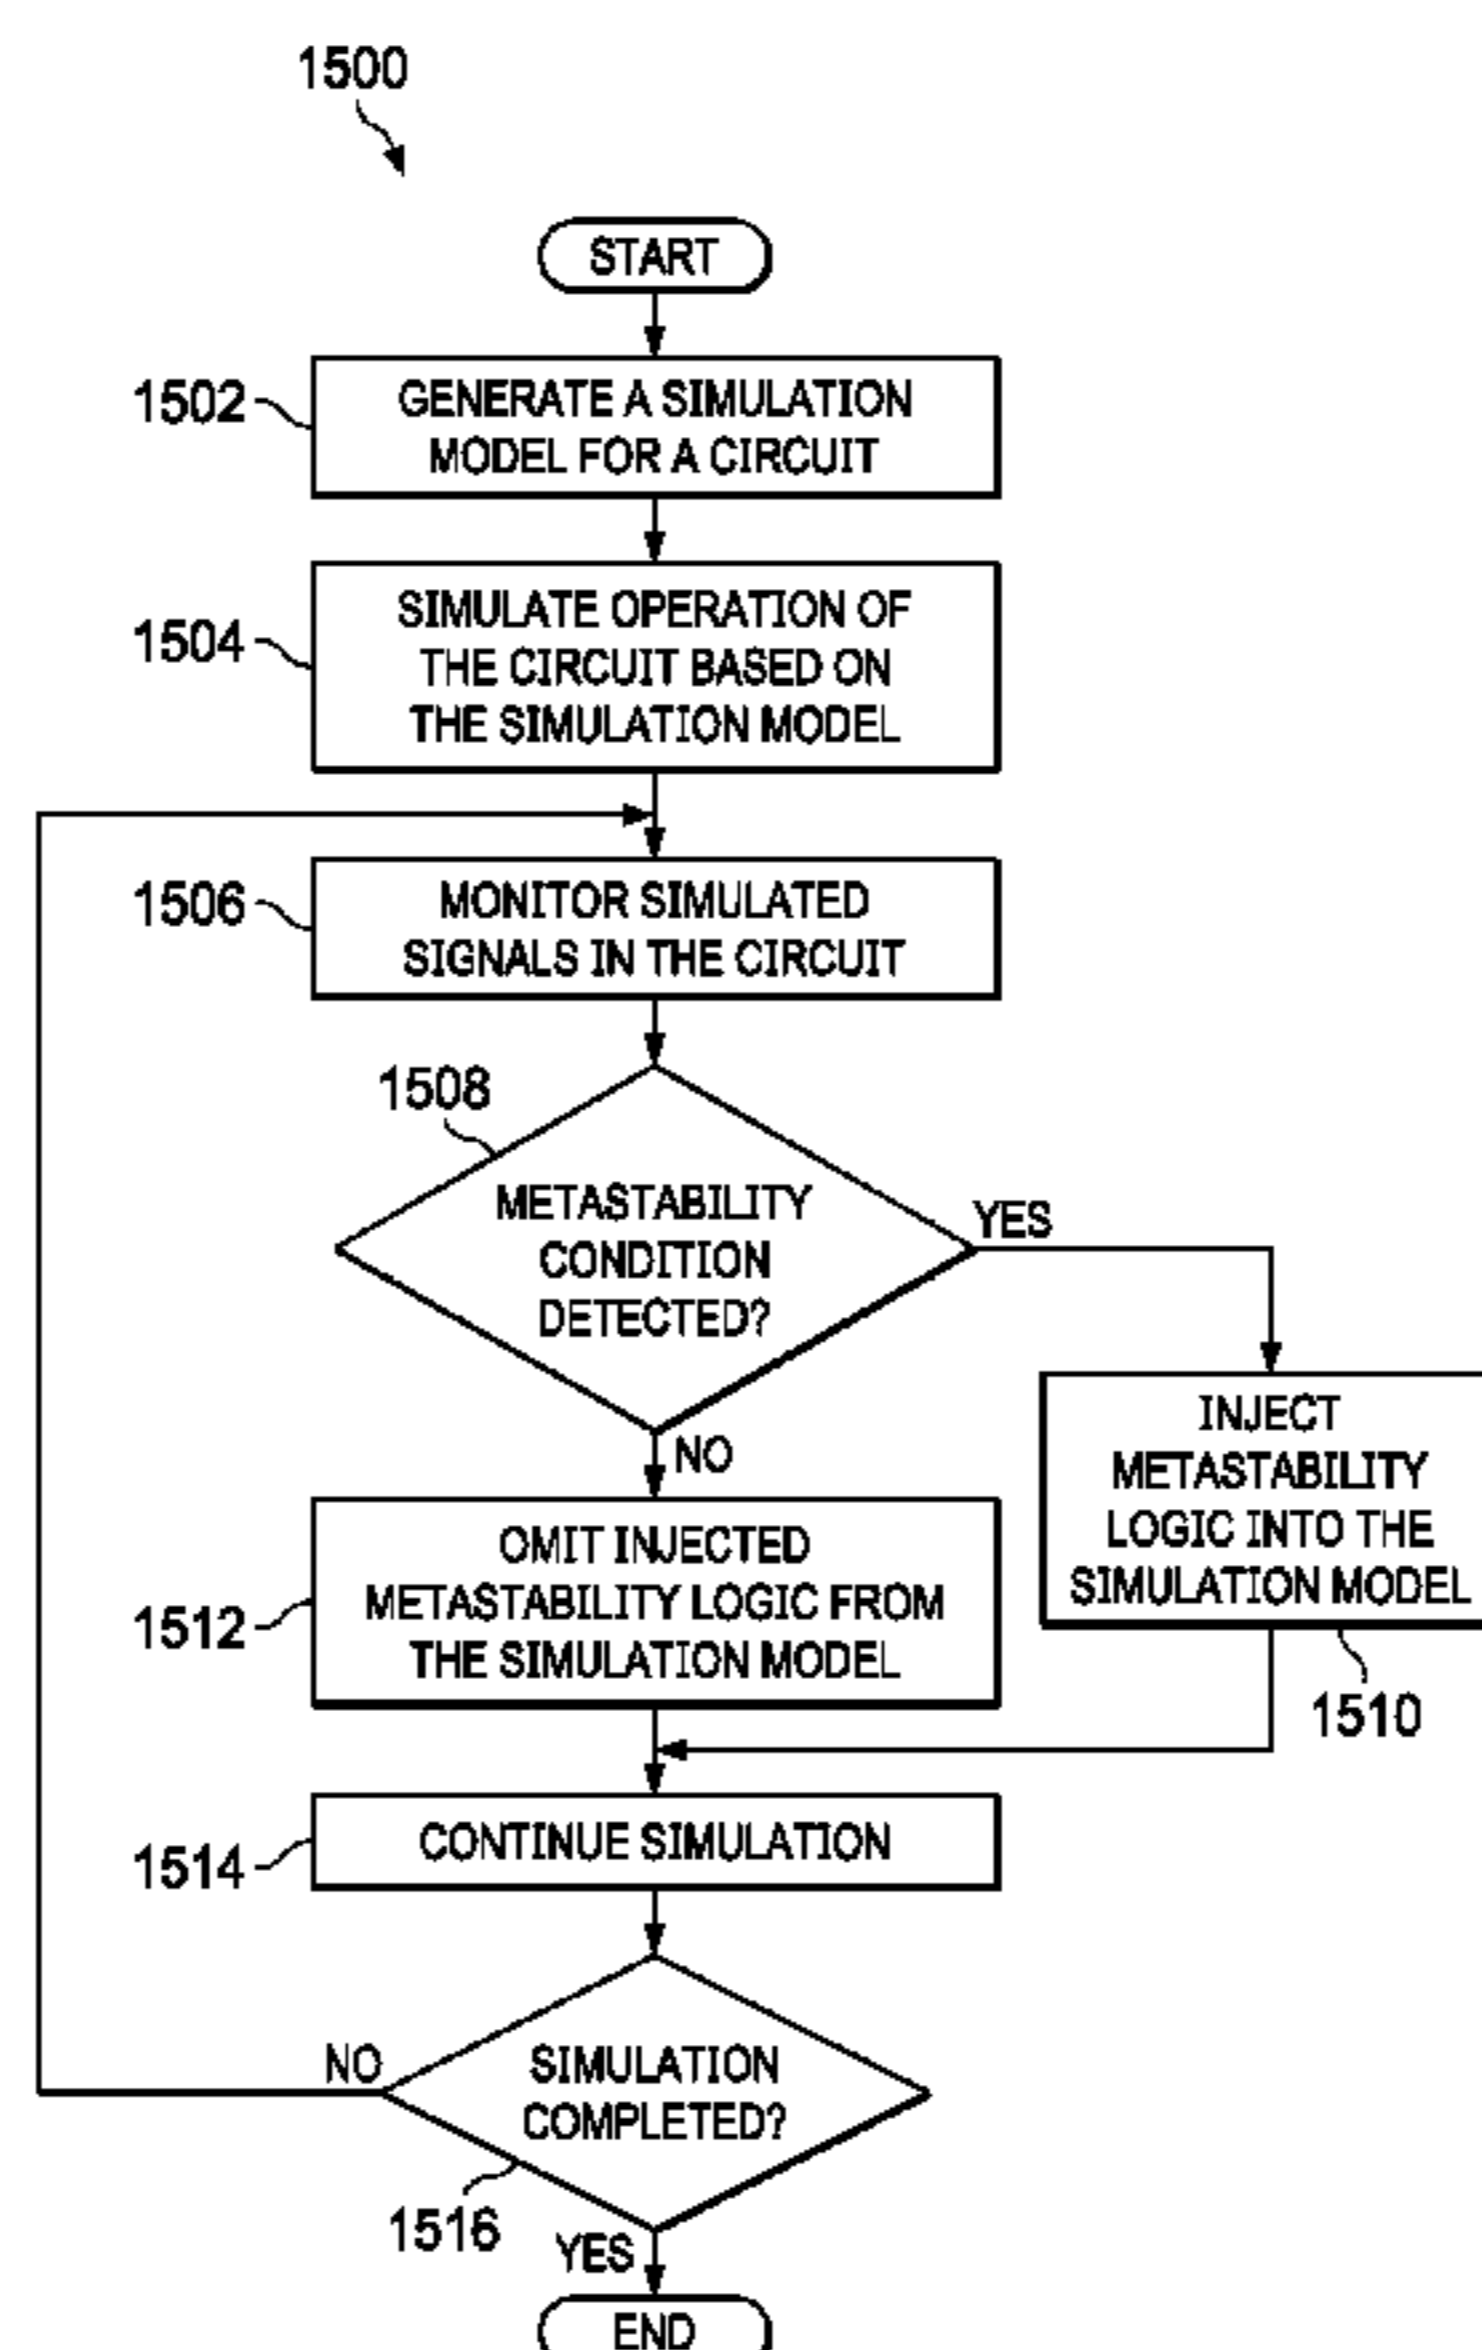 1500
START
1502
GENERATE A SIMULATION
MODEL FOR A CIRCUIT
1504
SIMULATE OPERATION OF
THE CIRCUIT BASED ON
THE SIMULATION MODEL
1506
MONITOR SIMULATED
SIGNALS IN THE CIRCUIT
1508
METASTABILITY
CONDITION
DETECTED?
YES
NO
INJECT
METASTABILITY
LOGIC INTO THE
SIMULATION MODEL
1510
1512
OMIT INJECTED
METASTABILITY LOGIC FROM
THE SIMULATION MODEL
1514
CONTINUE SIMULATION
NO
SIMULATION
COMPLETED?
1516
YES
END